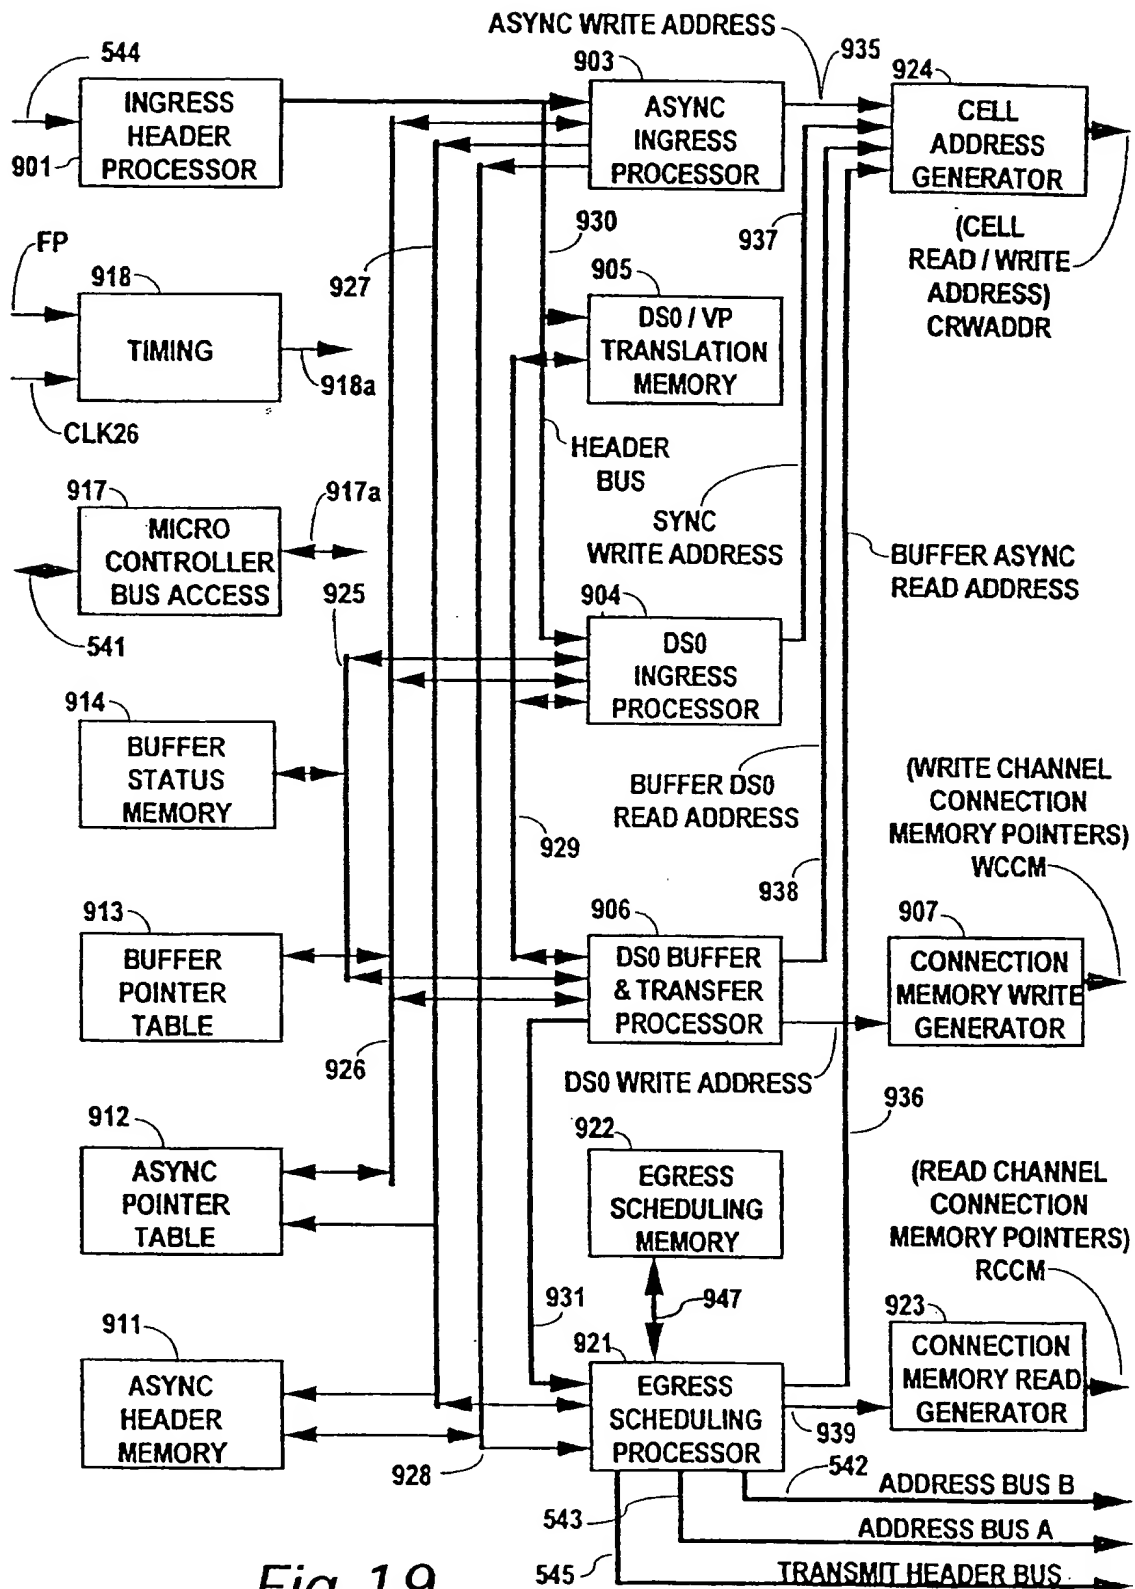 ASYNC WRITE ADDRESS
544
903
935
924
INGRESS
HEADER
PROCESSOR
901
ASYNC
INGRESS
PROCESSOR
CELL
ADDRESS
GENERATOR
930
937
(CELL
READ / WRITE
ADDRESS)
CRWADDR
FP
918
927
905
TIMING
918a
DS0 / VP
TRANSLATION
MEMORY
CLK26
HEADER
BUS
917
917a
MICRO
CONTROLLER
BUS ACCESS
541
SYNC
WRITE ADDRESS
BUFFER ASYNC
READ ADDRESS
925
904
DS0
INGRESS
PROCESSOR
914
BUFFER
STATUS
MEMORY
BUFFER DS0
READ ADDRESS
929
938
(WRITE CHANNEL
CONNECTION
MEMORY POINTERS)
WCCM
913
906
907
BUFFER
POINTER
TABLE
DS0 BUFFER
& TRANSFER
PROCESSOR
CONNECTION
MEMORY WRITE
GENERATOR
926
DS0 WRITE ADDRESS
936
912
922
ASYNC
POINTER
TABLE
EGRESS
SCHEDULING
MEMORY
(READ CHANNEL
CONNECTION
MEMORY POINTERS)
RCCM
931
947
923
911
921
ASYNC
HEADER
MEMORY
EGRESS
SCHEDULING
PROCESSOR
CONNECTION
MEMORY READ
GENERATOR
939
928
542
ADDRESS BUS B
543
ADDRESS BUS A
545
TRANSMIT HEADER BUS
Fig. 19